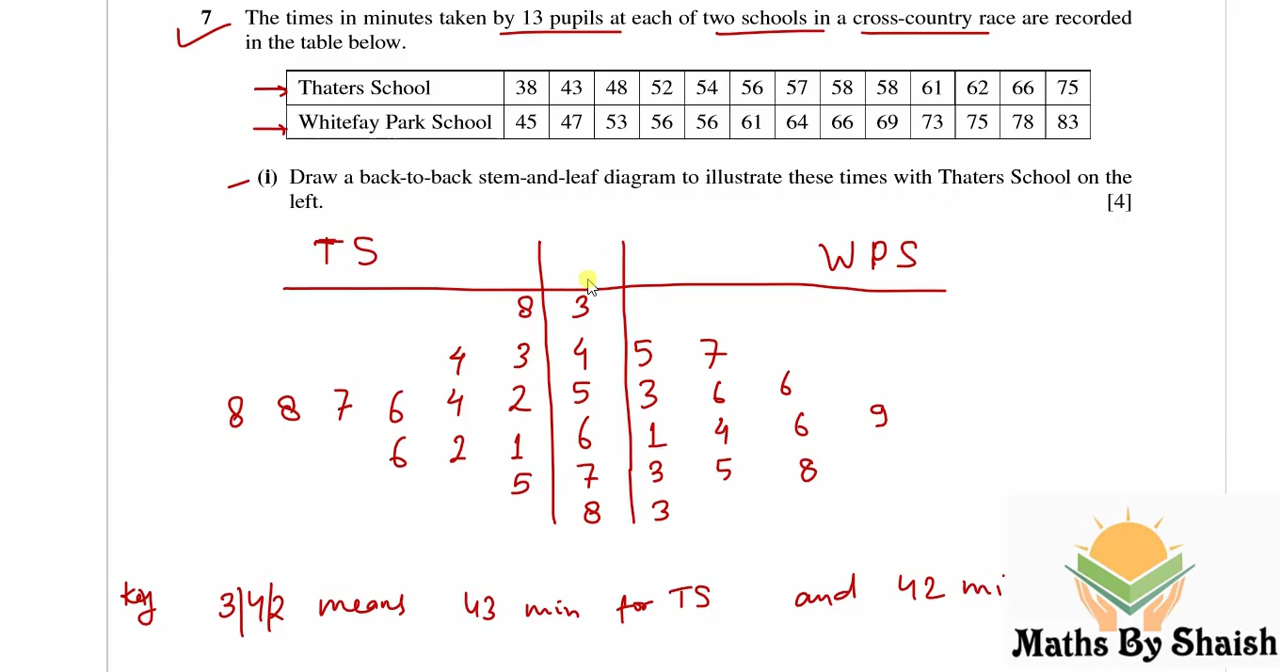 7 The times in minutes taken by 13 pupils at each of two schools in a cross-country race are recorded
in the table below.
Thaters School 38 43 48 52 54 56 57 58 58 61 62 66 75
Whitefay Park School 45 47 53 56 56 61 64 66 69 73 75 78 83
(i) Draw a back-to-back stem-and-leaf diagram to illustrate these times with Thaters School on the
left. [4]
TS WPS
8 3
4 3 4 5 7
8 8 7 6 4 2 5 3 6 6
6 2 1 6 1 4 6 9
5 7 3 5 8
8 3
Key 3|4|2 means 43 min for TS and 42 mi
Maths By Shaish